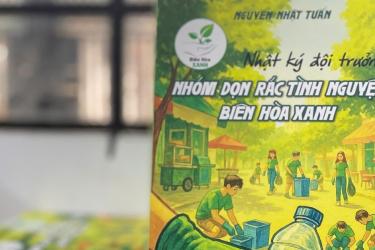 NGUYỄN NHẬT TUẤN
Nhật ký đội trưởn
NHÓM DỌN RÁC TÌNH NGUYỆ
BIÊN HÒA XANH
Biên Hòa
XANH